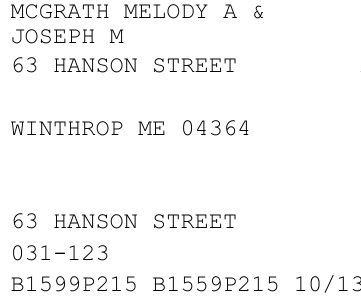 MCGRATH MELODY A &
JOSEPH M
63 HANSON STREET
WINTHROP ME 04364
63 HANSON STREET
031-123
B1599P215 B1559P215 10/13